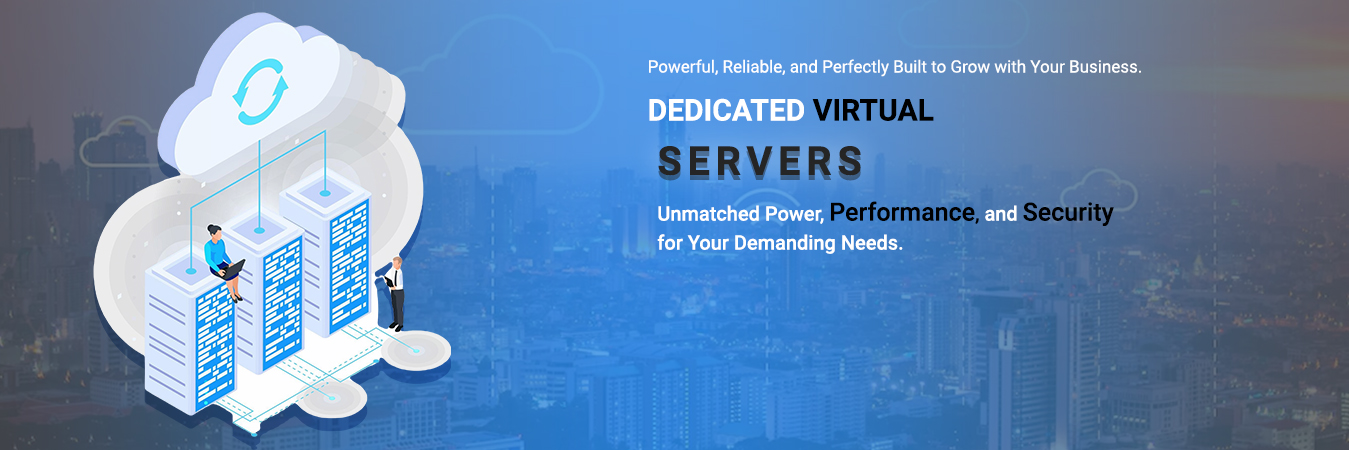 Powerful, Reliable, and Perfectly Built to Grow with Your Business.
DEDICATED VIRTUAL
SERVERS
Unmatched Power, Performance, and Security
for Your Demanding Needs.